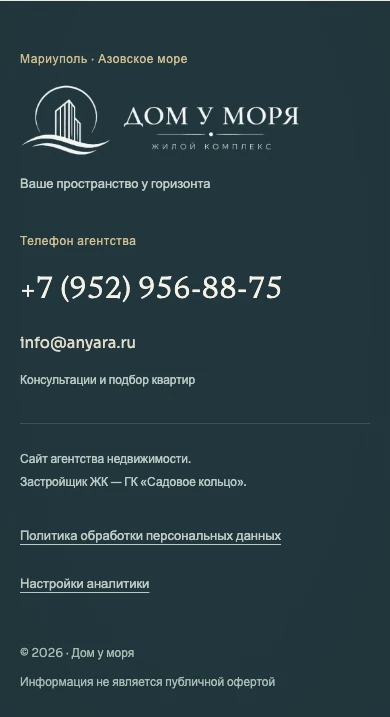 Мариуполь · Азовское море
ДОМ У МОРЯ
ЖИЛОЙ КОМПЛЕКС
Ваше пространство у горизонта
Телефон агентства
+7 (952) 956-88-75
info@anyara.ru
Консультации и подбор квартир
Сайт агентства недвижимости.
Застройщик ЖК — ГК «Садовое кольцо».
Политика обработки персональных данных
Настройки аналитики
© 2026 · Дом у моря
Информация не является публичной офертой